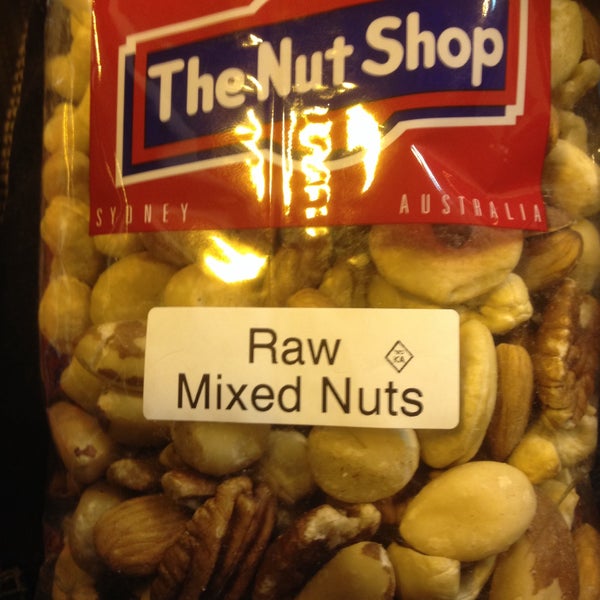 The Nut Shop
SYDNEY AUSTRALIA
Raw
Mixed Nuts